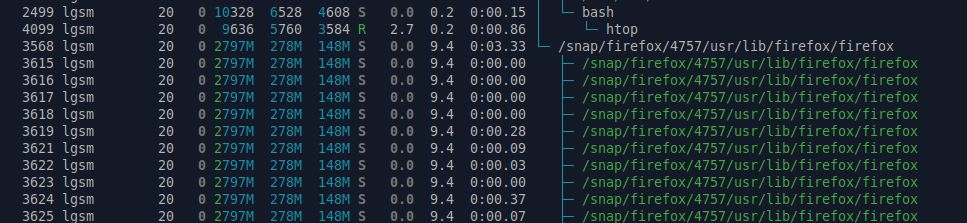 2499 lgsm 20 0 10328 6528 4608 S 0.0 0.2 0:00.15 bash
4099 lgsm 20 0 9636 5760 3584 R 2.7 0.2 0:00.86 htop
3568 lgsm 20 0 2797M 278M 148M S 0.0 9.4 0:03.33 /snap/firefox/4757/usr/lib/firefox/firefox
3615 lgsm 20 0 2797M 278M 148M S 0.0 9.4 0:00.00 /snap/firefox/4757/usr/lib/firefox/firefox
3616 lgsm 20 0 2797M 278M 148M S 0.0 9.4 0:00.00 /snap/firefox/4757/usr/lib/firefox/firefox
3617 lgsm 20 0 2797M 278M 148M S 0.0 9.4 0:00.00 /snap/firefox/4757/usr/lib/firefox/firefox
3618 lgsm 20 0 2797M 278M 148M S 0.0 9.4 0:00.00 /snap/firefox/4757/usr/lib/firefox/firefox
3619 lgsm 20 0 2797M 278M 148M S 0.0 9.4 0:00.28 /snap/firefox/4757/usr/lib/firefox/firefox
3621 lgsm 20 0 2797M 278M 148M S 0.0 9.4 0:00.09 /snap/firefox/4757/usr/lib/firefox/firefox
3622 lgsm 20 0 2797M 278M 148M S 0.0 9.4 0:00.03 /snap/firefox/4757/usr/lib/firefox/firefox
3623 lgsm 20 0 2797M 278M 148M S 0.0 9.4 0:00.00 /snap/firefox/4757/usr/lib/firefox/firefox
3624 lgsm 20 0 2797M 278M 148M S 0.0 9.4 0:00.37 /snap/firefox/4757/usr/lib/firefox/firefox
3625 lgsm 20 0 2797M 278M 148M S 0.0 9.4 0:00.07 /snap/firefox/4757/usr/lib/firefox/firefox